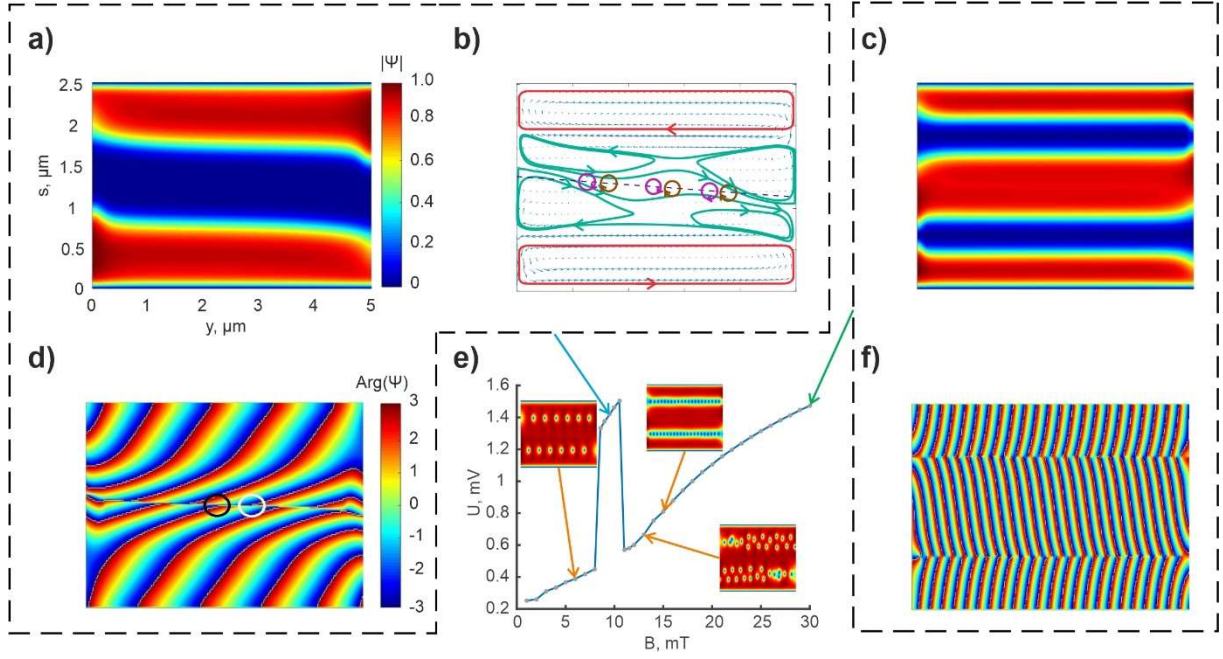 a)
|Ψ|
2.5
2
1.5
1
0.5
0
s, μm
0 1 2 3 4 5
y, μm
1.0
0.8
0.6
0.4
0.2
0
b)
c)
d)
Arg(Ψ)
3
2
1
0
-1
-2
-3
e)
1.6
1.4
1.2
1
0.8
0.6
0.4
0.2
U, mV
0 5 10 15 20 25 30
B, mT
f)